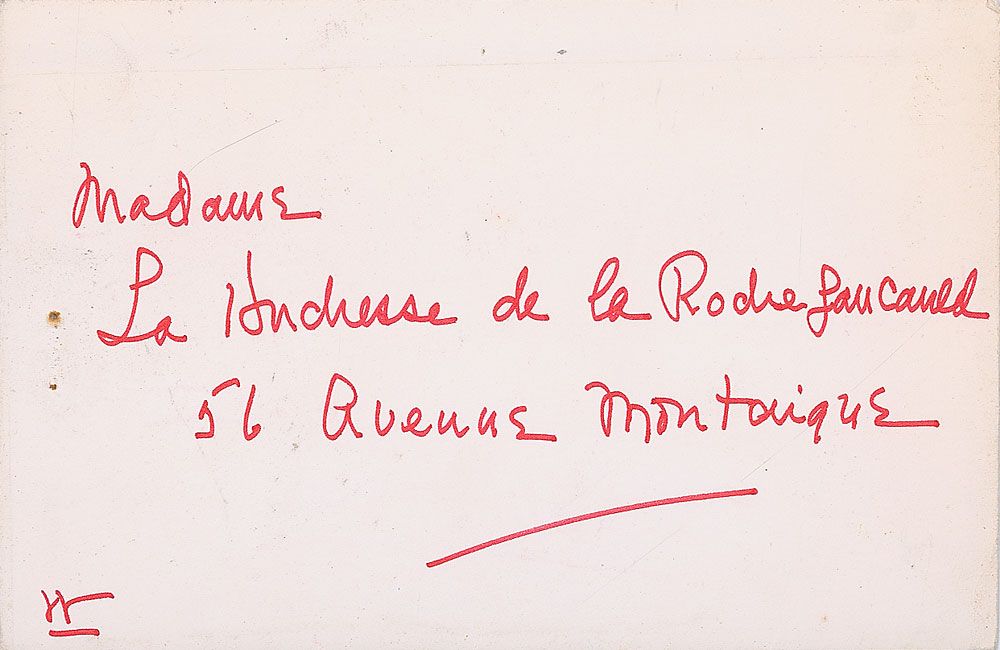 Madame
La Duchesse de la Rochefoucauld
56 Avenue Montaigne